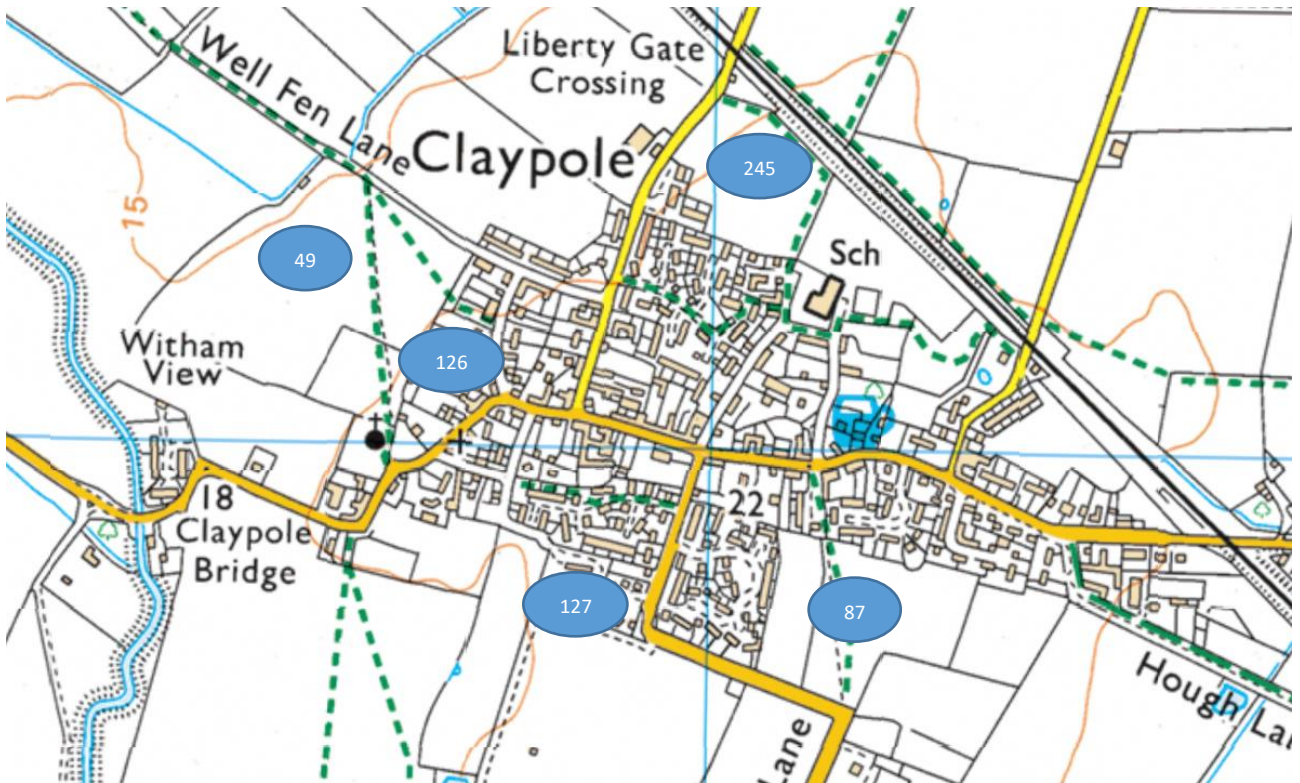 Well Fen Lane
Liberty Gate
Crossing
Claypole
245
15
49
Sch
Witham
View
126
18
22
Claypole
Bridge
127
87
Hough La
Lane